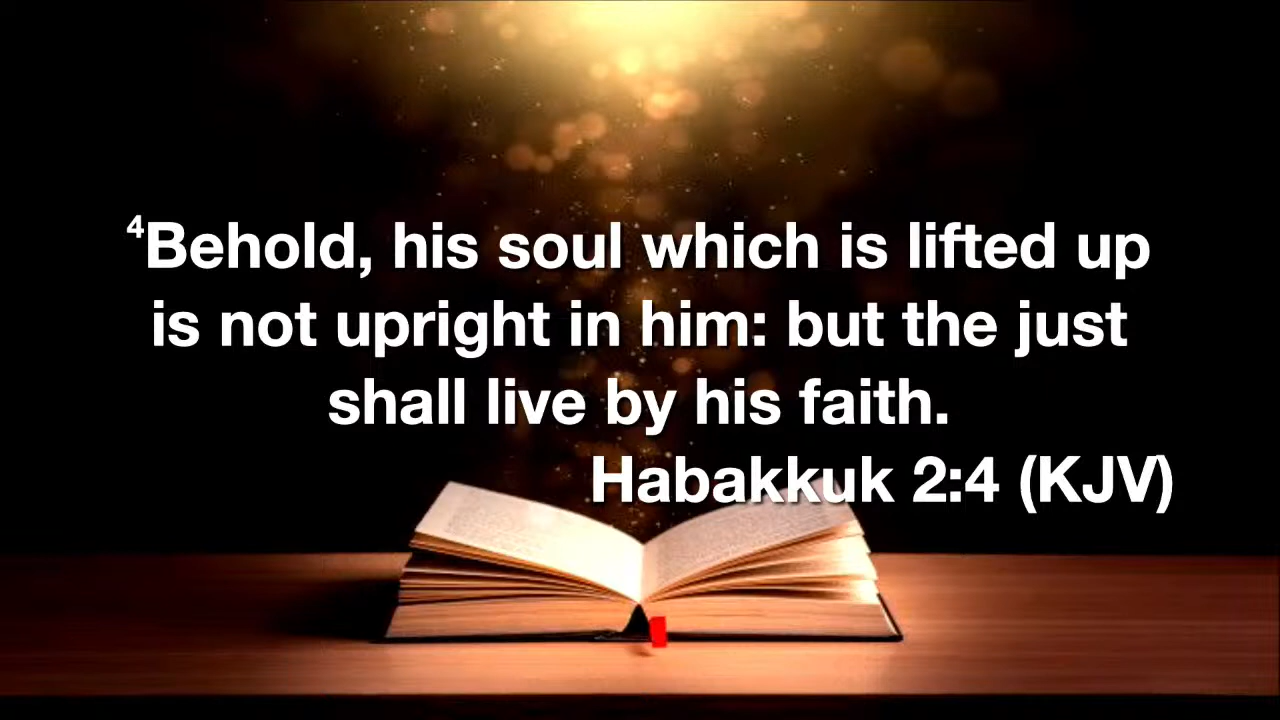 ⁴Behold, his soul which is lifted up
is not upright in him: but the just
shall live by his faith.
Habakkuk 2:4 (KJV)